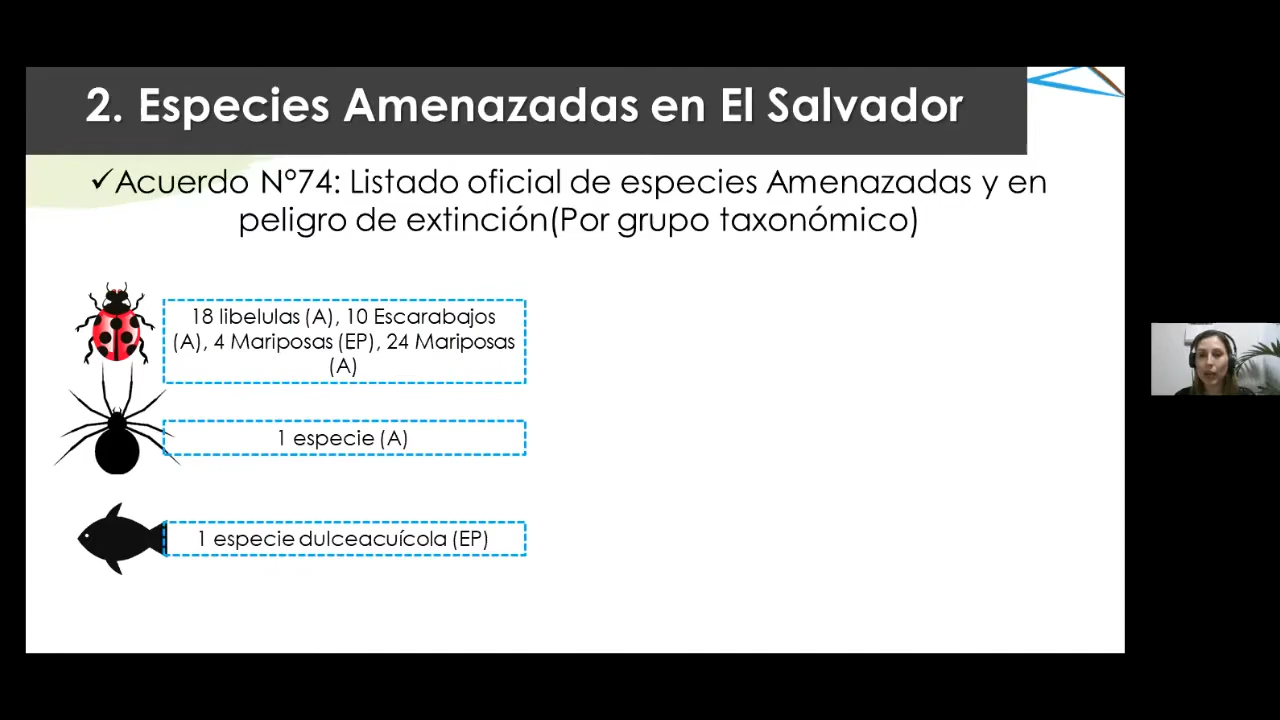 2. Especies Amenazadas en El Salvador
✓Acuerdo N°74: Listado oficial de especies Amenazadas y en
peligro de extinción(Por grupo taxonómico)
18 libelulas (A), 10 Escarabajos
(A), 4 Mariposas (EP), 24 Mariposas
(A)
1 especie (A)
1 especie dulceacuícola (EP)